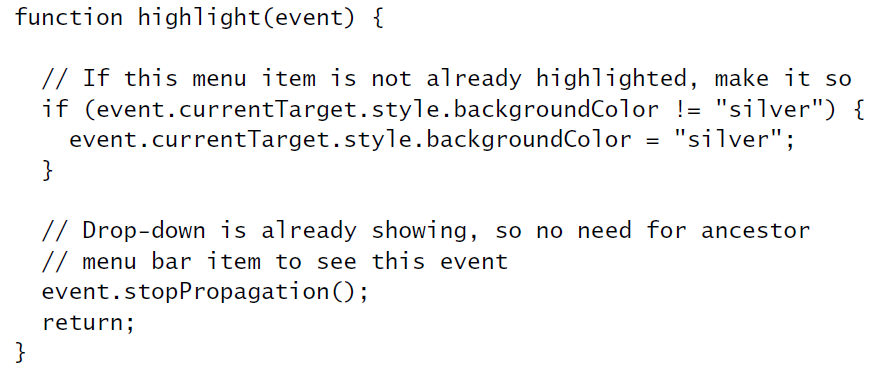 function highlight(event) {
// If this menu item is not already highlighted, make it so
if (event.currentTarget.style.backgroundColor != "silver") {
event.currentTarget.style.backgroundColor = "silver";
}
// Drop-down is already showing, so no need for ancestor
// menu bar item to see this event
event.stopPropagation();
return;
}